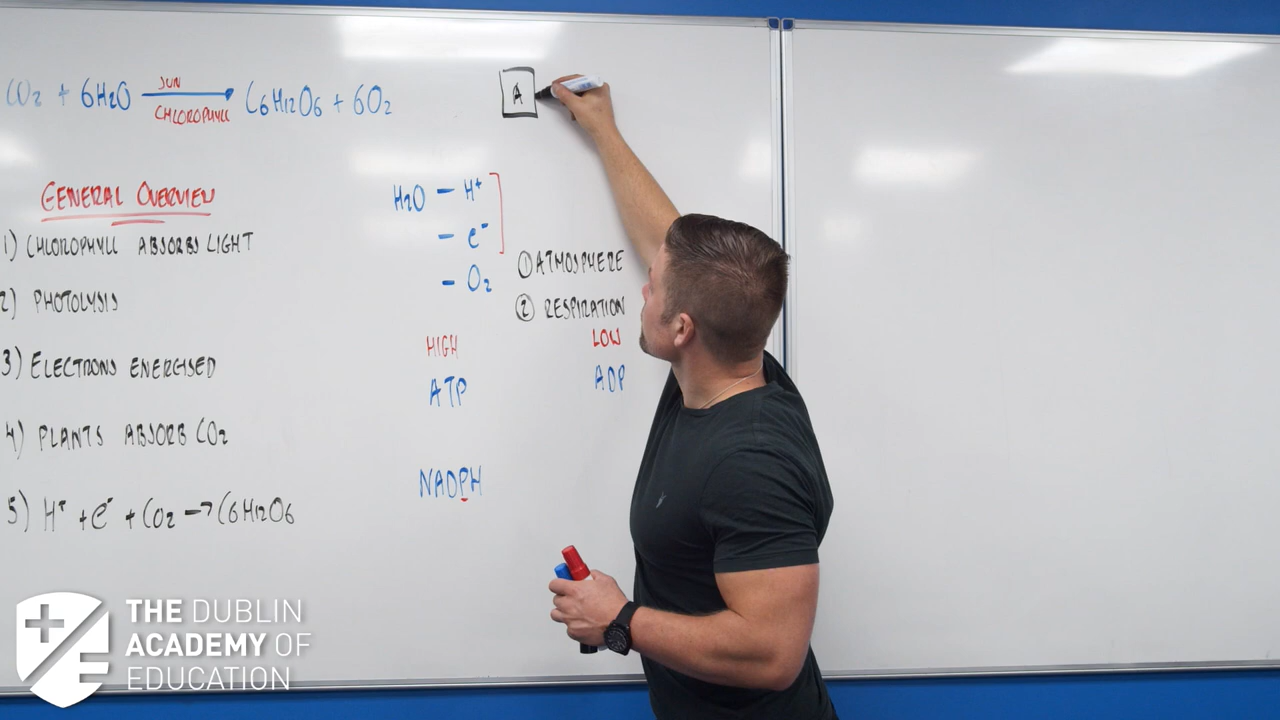 CO2 + 6H2O SUN CHLOROPHYLL C6H12O6 + 6O2
A
GENERAL OVERVIEW
1) CHLOROPHYLL ABSORBS LIGHT
2) PHOTOLYSIS
3) ELECTRONS ENERGISED
4) PLANTS ABSORB CO2
5) H+ + e- + CO2 → C6H12O6
H2O - H+
- e-
- O2
① ATMOSPHERE
② RESPIRATION
HIGH LOW
ATP ADP
NADPH
THE DUBLIN
ACADEMY OF
EDUCATION